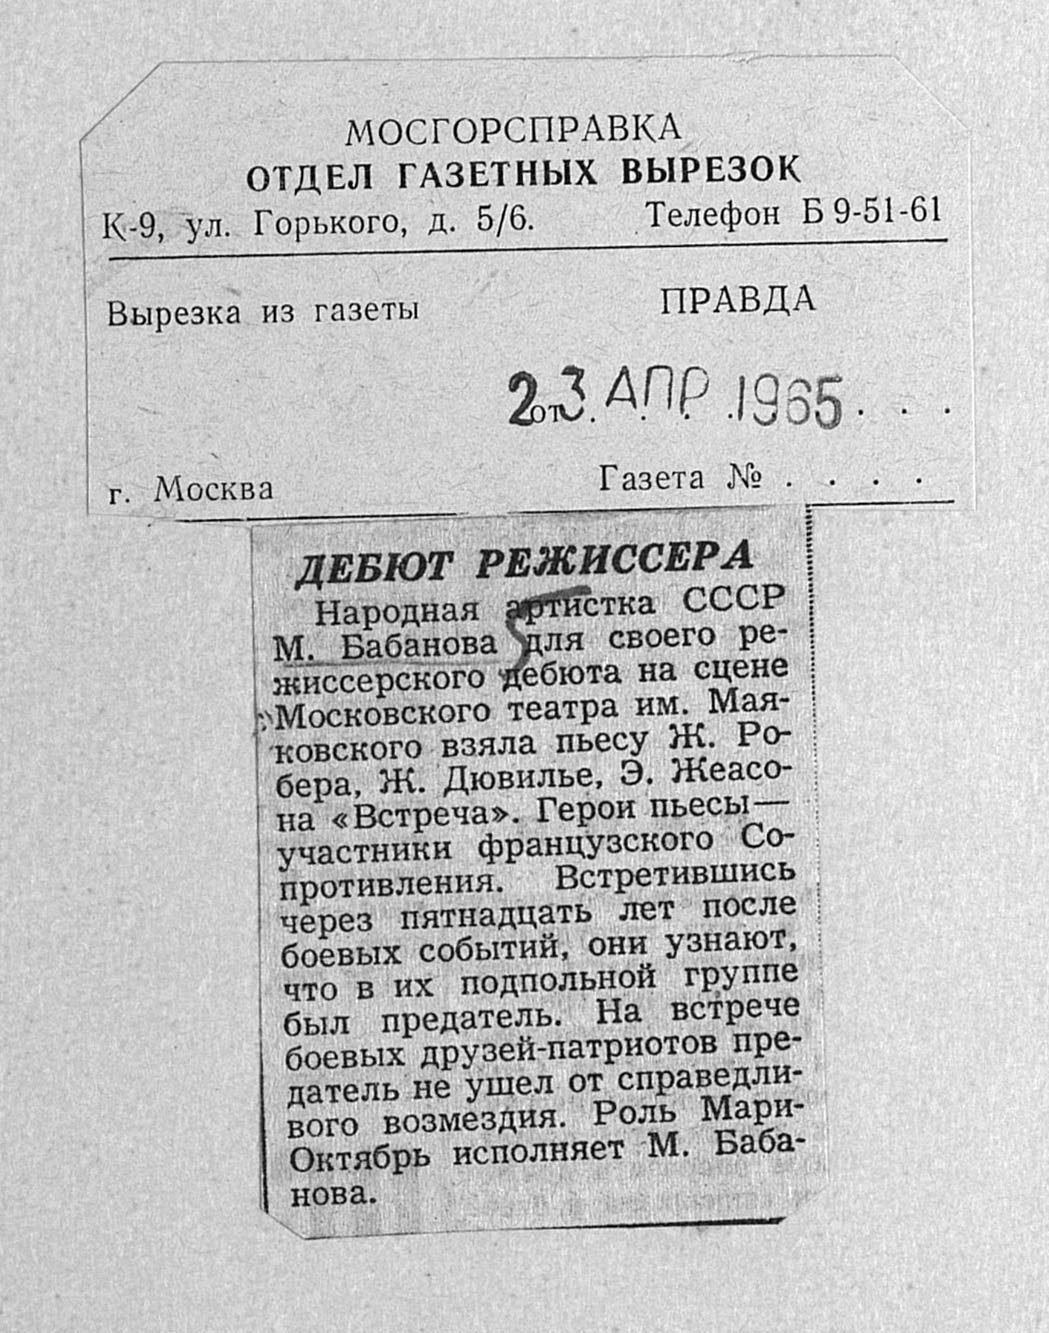 МОСГОРСПРАВКА
ОТДЕЛ ГАЗЕТНЫХ ВЫРЕЗОК
К-9, ул. Горького, д. 5/6. Телефон Б 9-51-61
Вырезка из газеты ПРАВДА
от 23 АПР 1965 . . .
г. Москва Газета № . . . .
ДЕБЮТ РЕЖИССЕРА
Народная артистка СССР
М. Бабанова для своего ре-
жиссерского дебюта на сцене
Московского театра им. Мая-
ковского взяла пьесу Ж. Ро-
бера, Ж. Дювилье, Э. Жеасо-
на «Встреча». Герои пьесы—
участники французского Со-
противления. Встретившись
через пятнадцать лет после
боевых событий, они узнают,
что в их подпольной группе
был предатель. На встрече
боевых друзей-патриотов пре-
датель не ушел от справедли-
вого возмездия. Роль Мари-
Октябрь исполняет М. Баба-
нова.